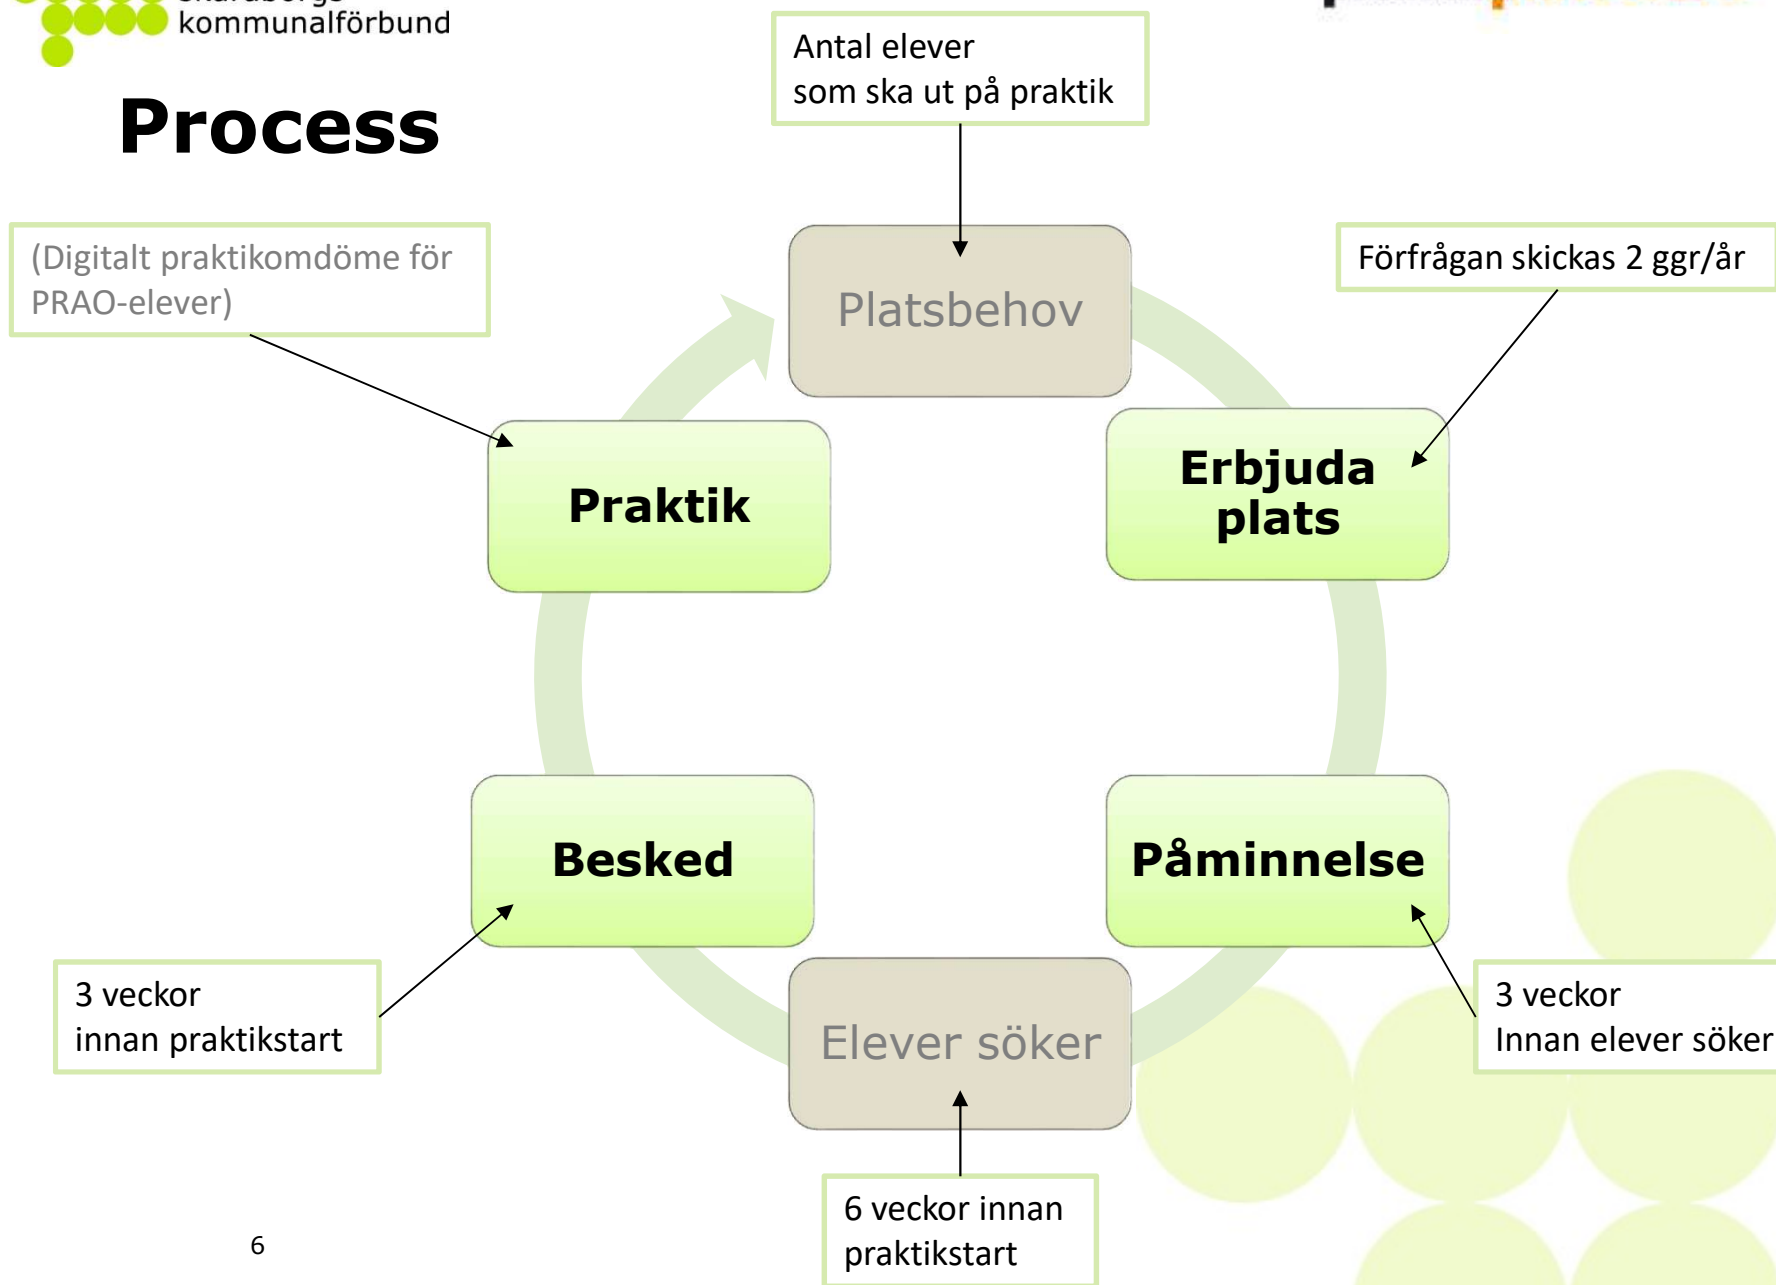 kommunalförbund
Process
Antal elever
som ska ut på praktik
(Digitalt praktikomdöme för
PRAO-elever)
Förfrågan skickas 2 ggr/år
Platsbehov
Erbjuda
plats
Praktik
Påminnelse
Besked
3 veckor
innan praktikstart
3 veckor
Innan elever söker
Elever söker
6 veckor innan
praktikstart
6